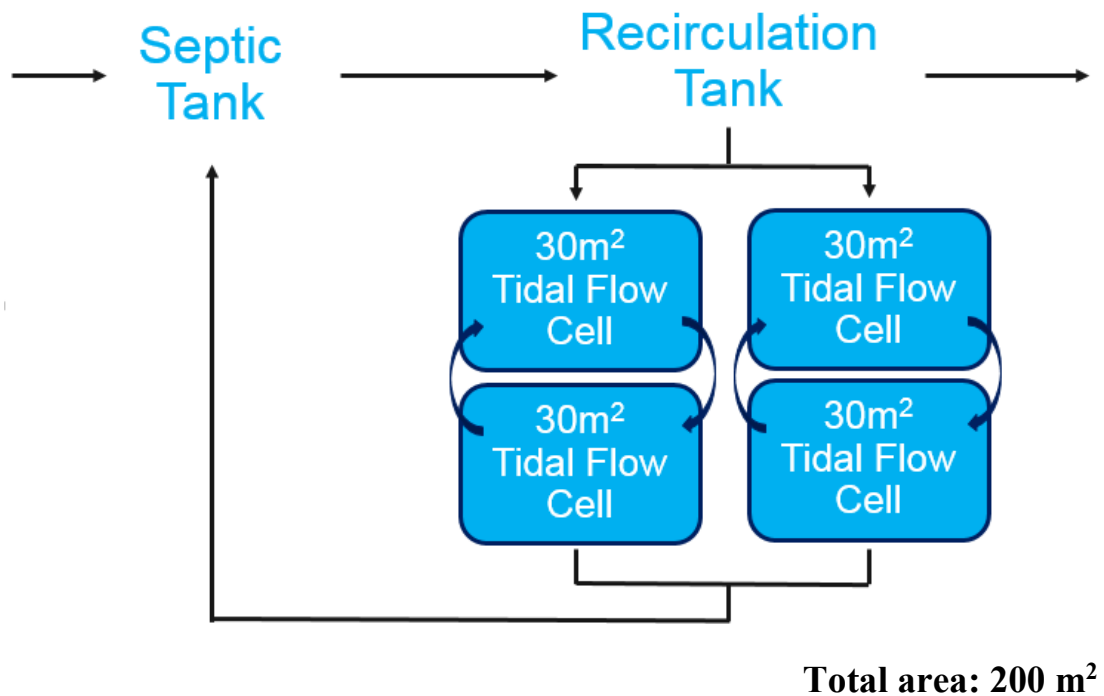 Septic
Tank
Recirculation
Tank
30m²
Tidal Flow
Cell
30m²
Tidal Flow
Cell
30m²
Tidal Flow
Cell
30m²
Tidal Flow
Cell
Total area: 200 m²